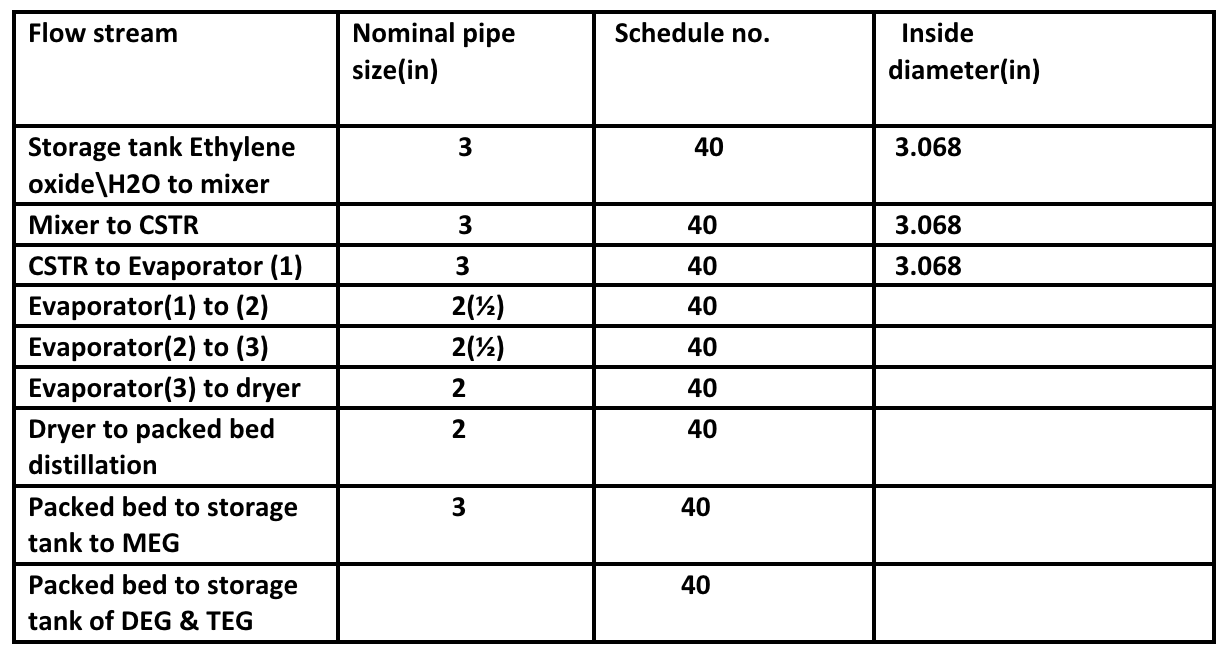 Flow stream
Nominal pipe
size(in)
Schedule no.
Inside
diameter(in)
Storage tank Ethylene
oxide\H2O to mixer
3
40
3.068
Mixer to CSTR
3
40
3.068
CSTR to Evaporator (1)
3
40
3.068
Evaporator(1) to (2)
2(½)
40
Evaporator(2) to (3)
2(½)
40
Evaporator(3) to dryer
2
40
Dryer to packed bed
distillation
2
40
Packed bed to storage
tank to MEG
3
40
Packed bed to storage
tank of DEG & TEG
40